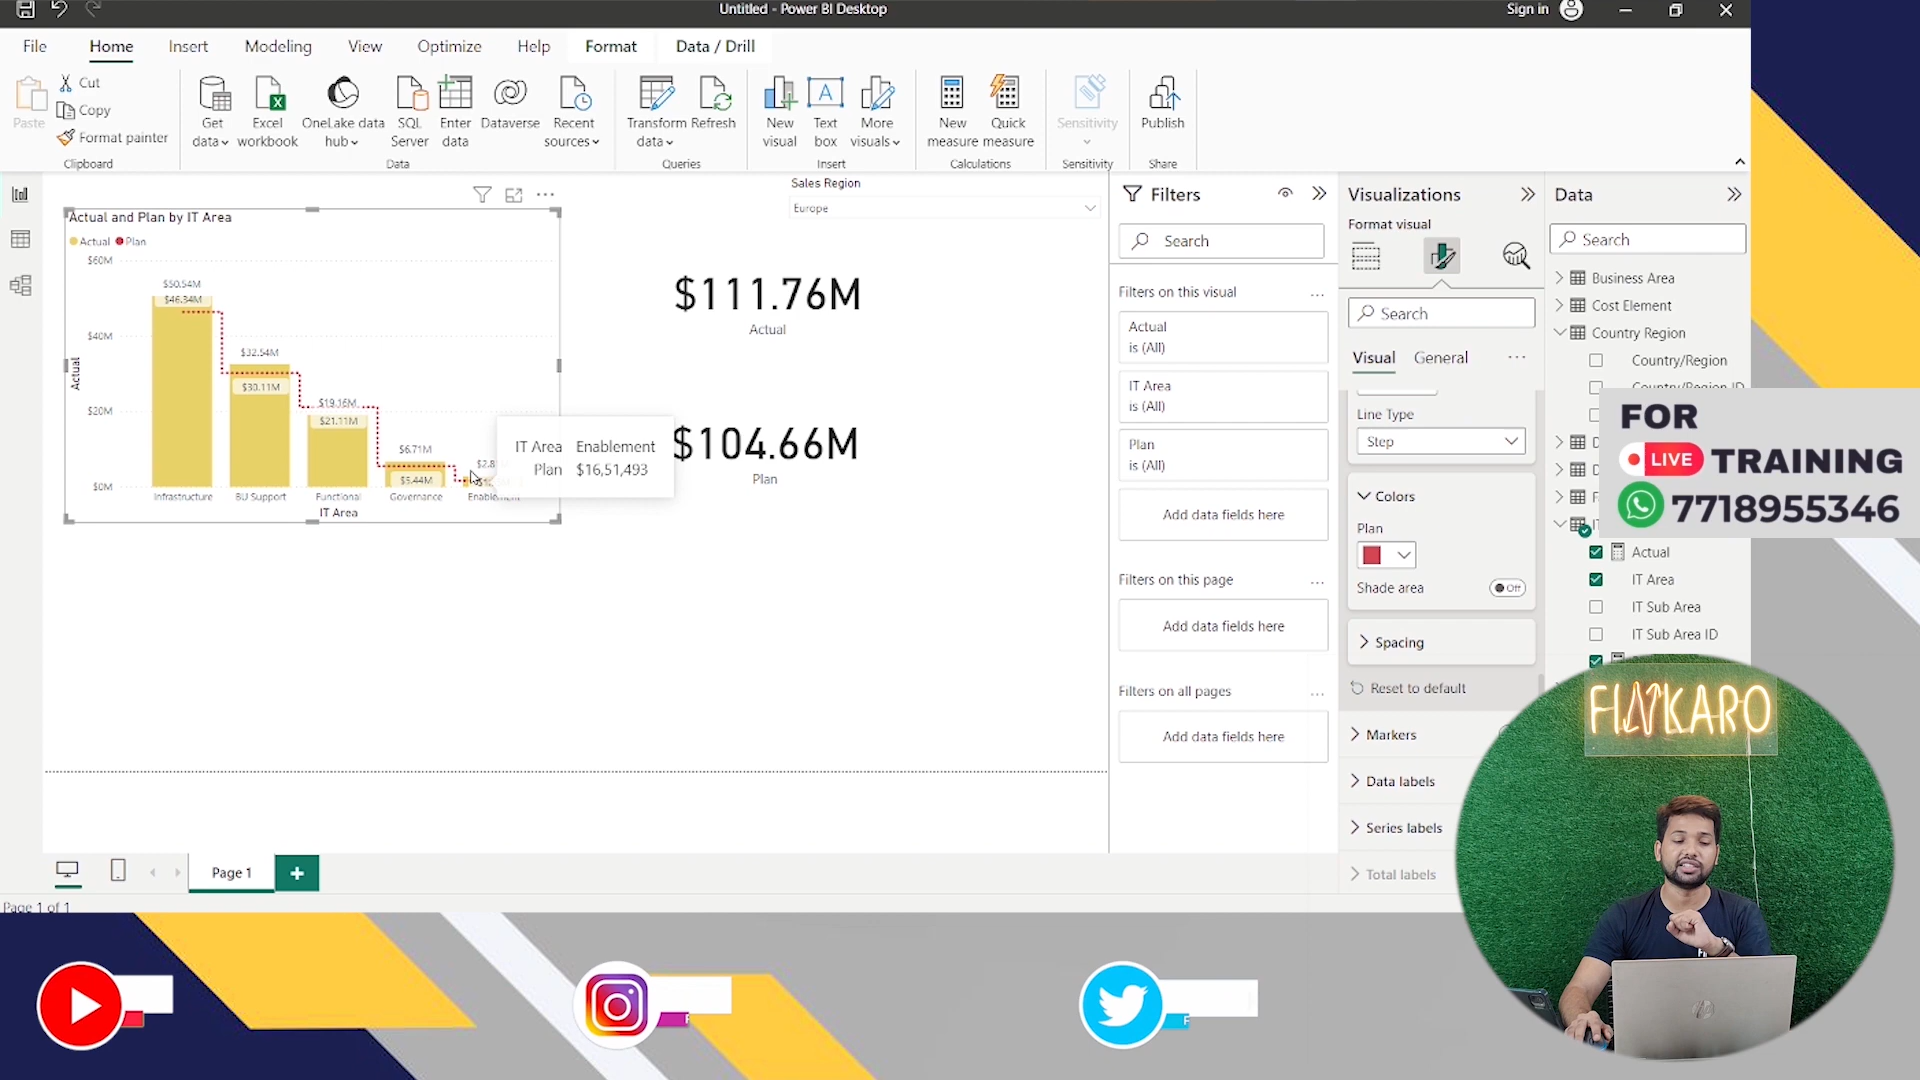 Untitled - Power BI Desktop
Sign in
File
Home
Insert
Modeling
View
Optimize
Help
Format
Data / Drill
Paste
Cut
Copy
Format painter
Clipboard
Get data
Excel workbook
OneLake data hub
SQL Server
Enter data
Dataverse
Recent sources
Data
Transform data
Refresh
Queries
New visual
Text box
More visuals
Insert
New measure
Quick measure
Calculations
Sensitivity
Sensitivity
Publish
Share
Sales Region
Europe
Actual and Plan by IT Area
Actual
Plan
$60M
$40M
$20M
$0M
Actual
$50.54M
$46.34M
$32.54M
$30.11M
$19.16M
$21.11M
$6.71M
$5.44M
Infrastructure
BU Support
Functional
Governance
IT Area
IT Area Enablement
Plan $16,51,493
$111.76M
Actual
$104.66M
Plan
Filters
Search
Filters on this visual
Actual
is (All)
IT Area
is (All)
Plan
is (All)
Add data fields here
Filters on this page
Add data fields here
Filters on all pages
Add data fields here
Visualizations
Format visual
Search
Visual
General
Line Type
Step
Colors
Plan
Shade area
Off
Spacing
Reset to default
Markers
Data labels
Series labels
Total labels
Data
Search
Business Area
Cost Element
Country Region
Country/Region
Country/Region ID
Actual
IT Area
IT Sub Area
IT Sub Area ID
FOR
LIVE TRAINING
7718955346
FINKARO
Page 1
Page 1 of 1